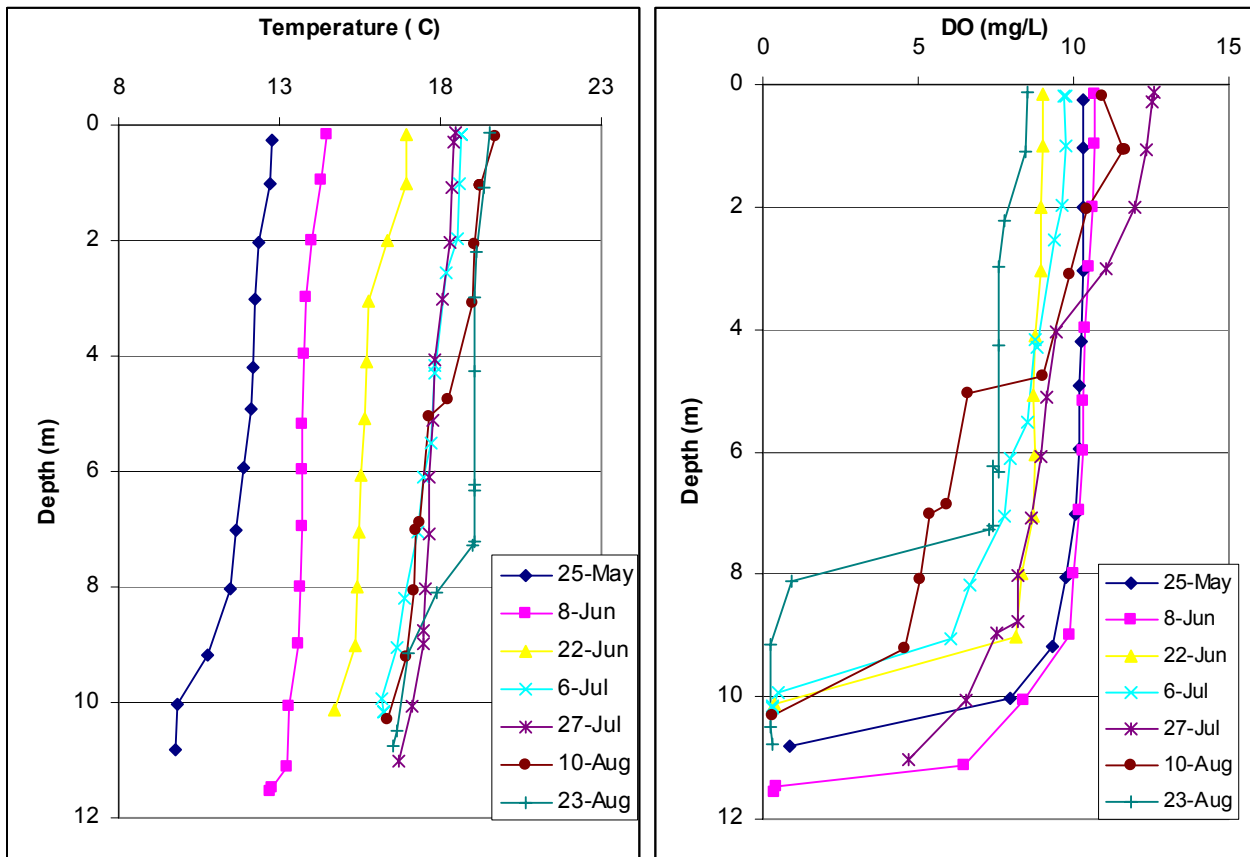 Temperature ( C)
8 13 18 23
0
2
4
6
8
10
12
Depth (m)
25-May
8-Jun
22-Jun
6-Jul
27-Jul
10-Aug
23-Aug
DO (mg/L)
0 5 10 15
0
2
4
6
8
10
12
Depth (m)
25-May
8-Jun
22-Jun
6-Jul
27-Jul
10-Aug
23-Aug